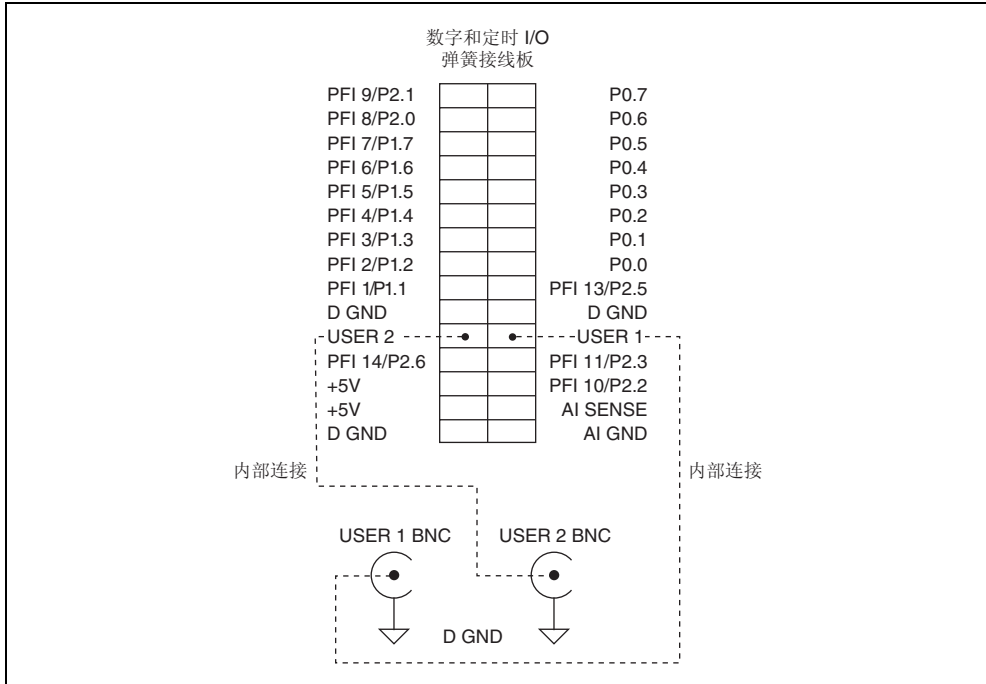 数字和定时 I/O
弹簧接线板
PFI 9/P2.1 P0.7
PFI 8/P2.0 P0.6
PFI 7/P1.7 P0.5
PFI 6/P1.6 P0.4
PFI 5/P1.5 P0.3
PFI 4/P1.4 P0.2
PFI 3/P1.3 P0.1
PFI 2/P1.2 P0.0
PFI 1/P1.1 PFI 13/P2.5
D GND D GND
USER 2 USER 1
PFI 14/P2.6 PFI 11/P2.3
+5V PFI 10/P2.2
+5V AI SENSE
D GND AI GND
内部连接 内部连接
USER 1 BNC USER 2 BNC
D GND